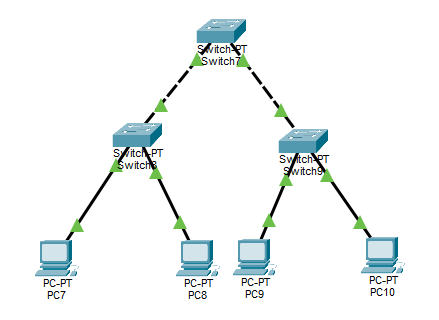 Switch-PT
Switch7
Switch-PT
Switch8
Switch-PT
Switch9
PC-PT
PC7
PC-PT
PC8
PC-PT
PC9
PC-PT
PC10